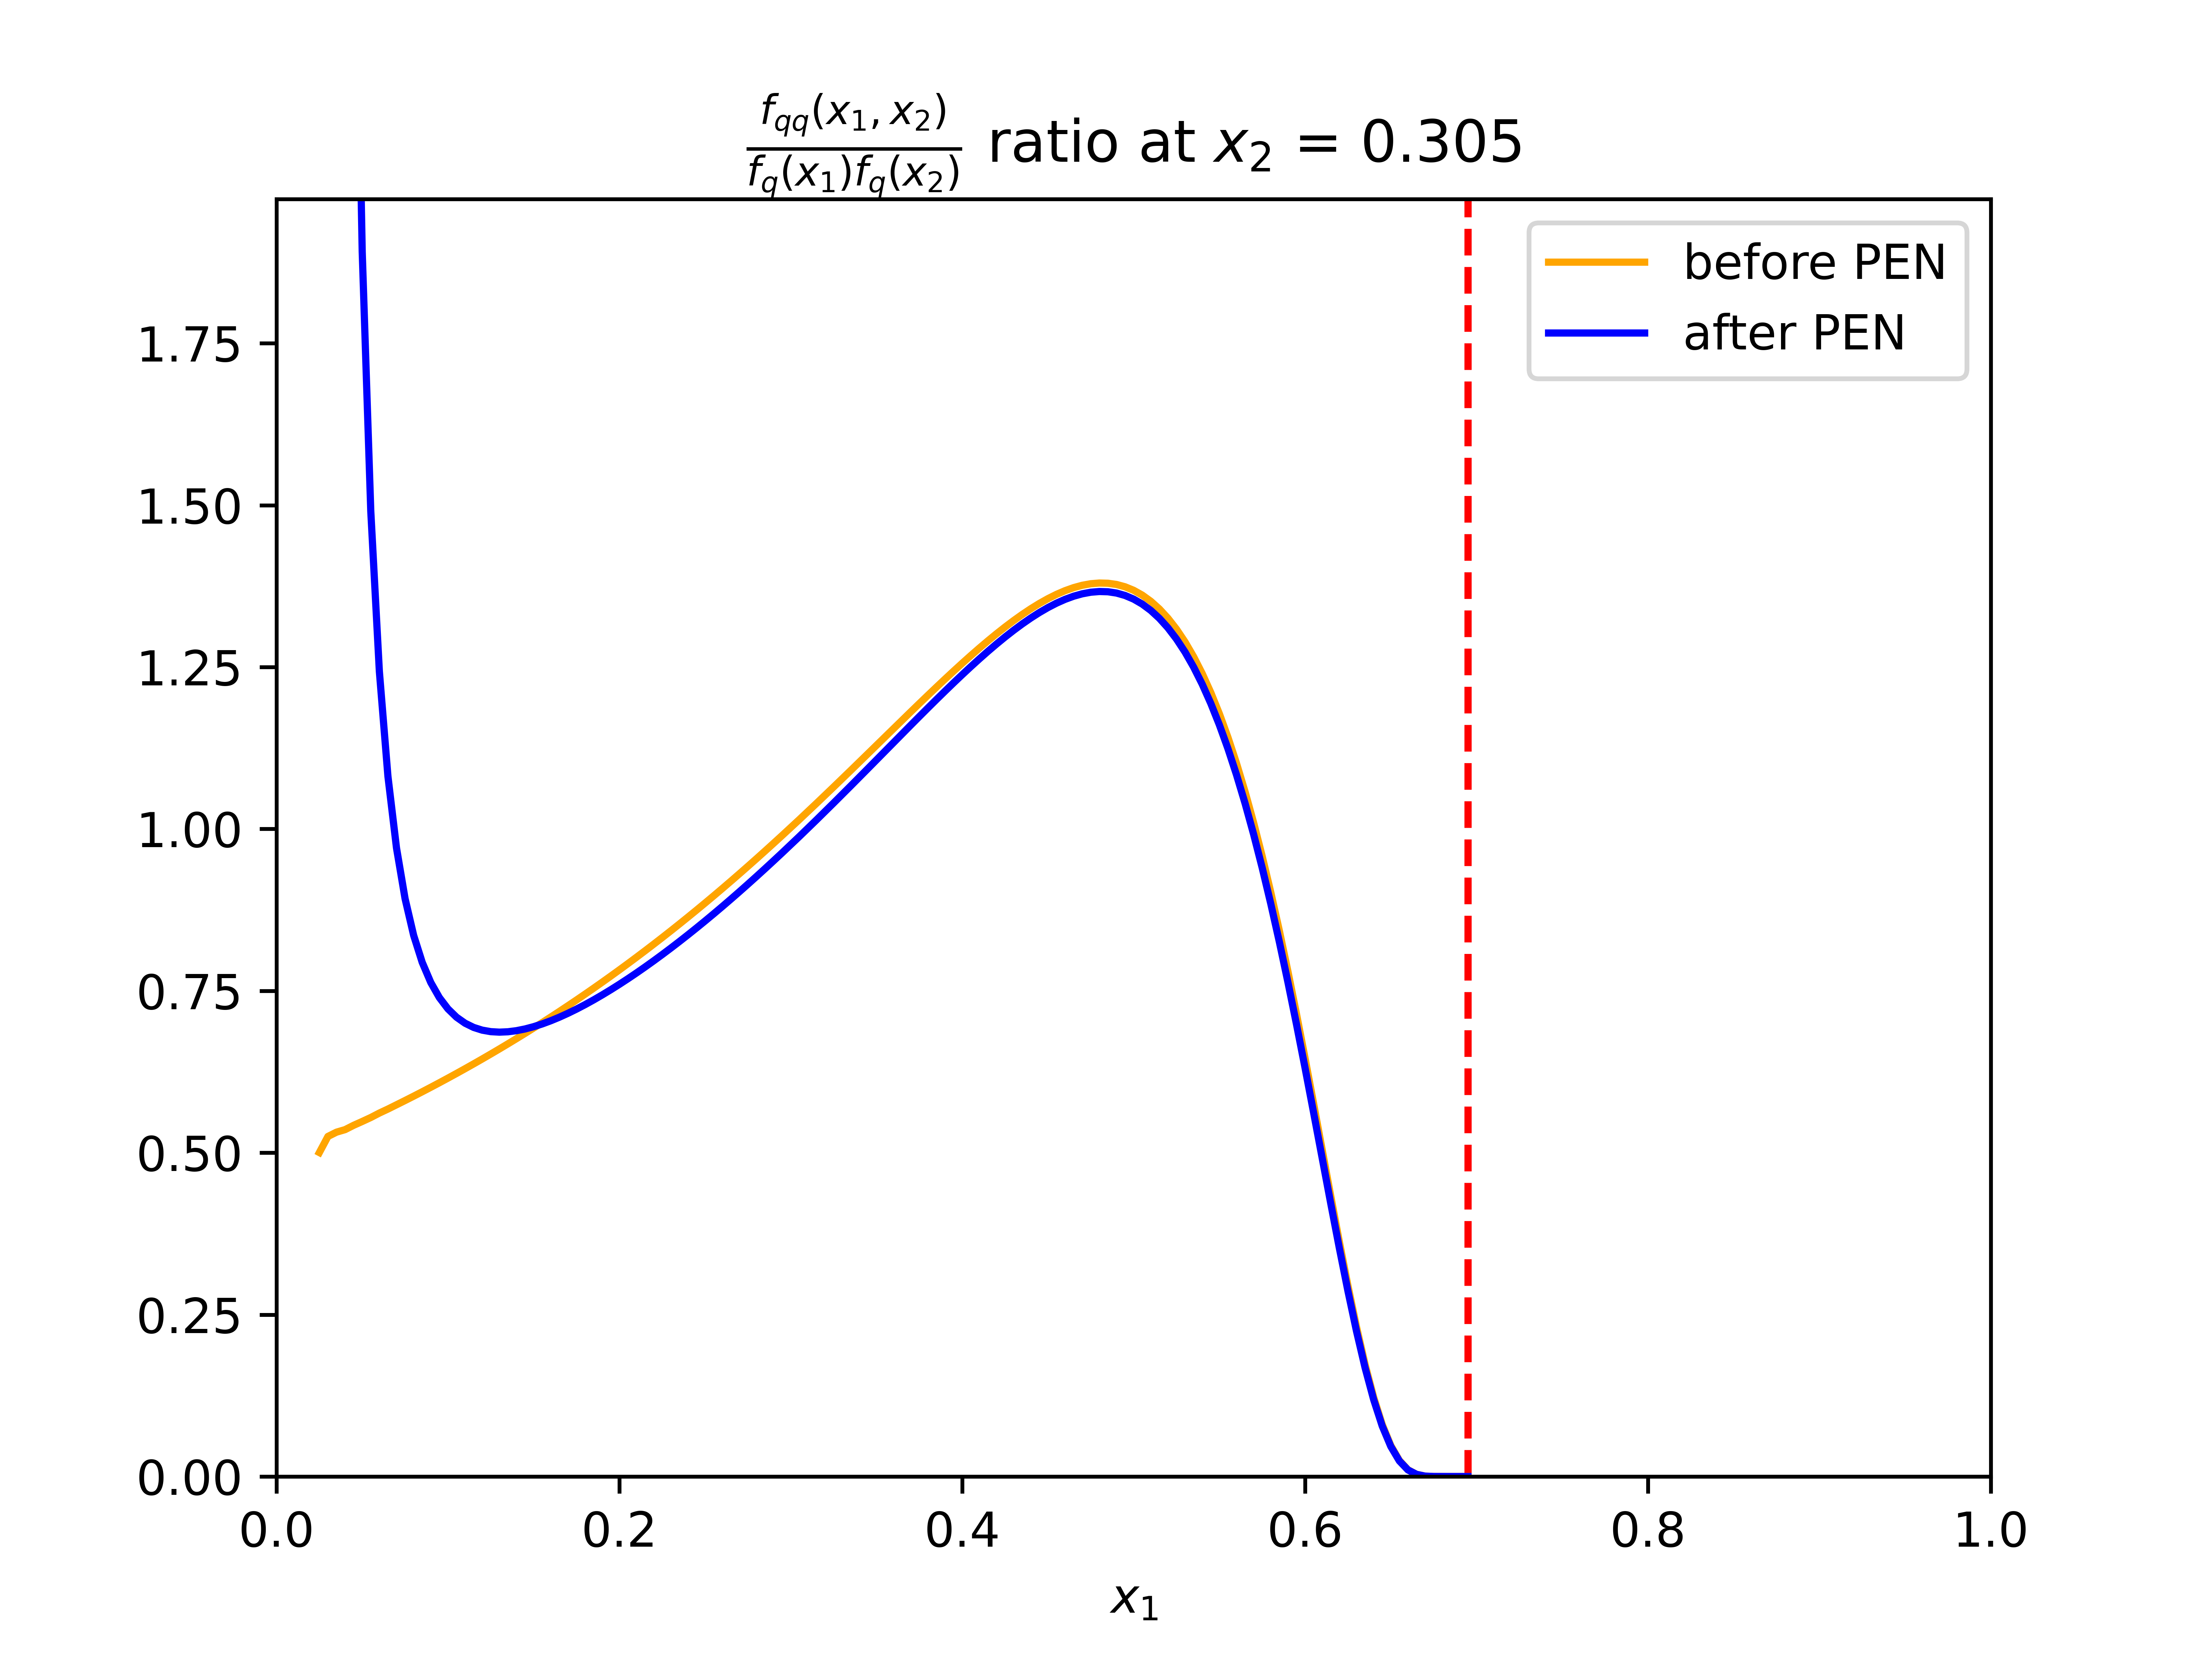 f_qq(x_1, x_2)
f_q(x_1)f_q(x_2) ratio at x_2 = 0.305
before PEN
after PEN
1.75
1.50
1.25
1.00
0.75
0.50
0.25
0.00
0.0 0.2 0.4 0.6 0.8 1.0
x_1